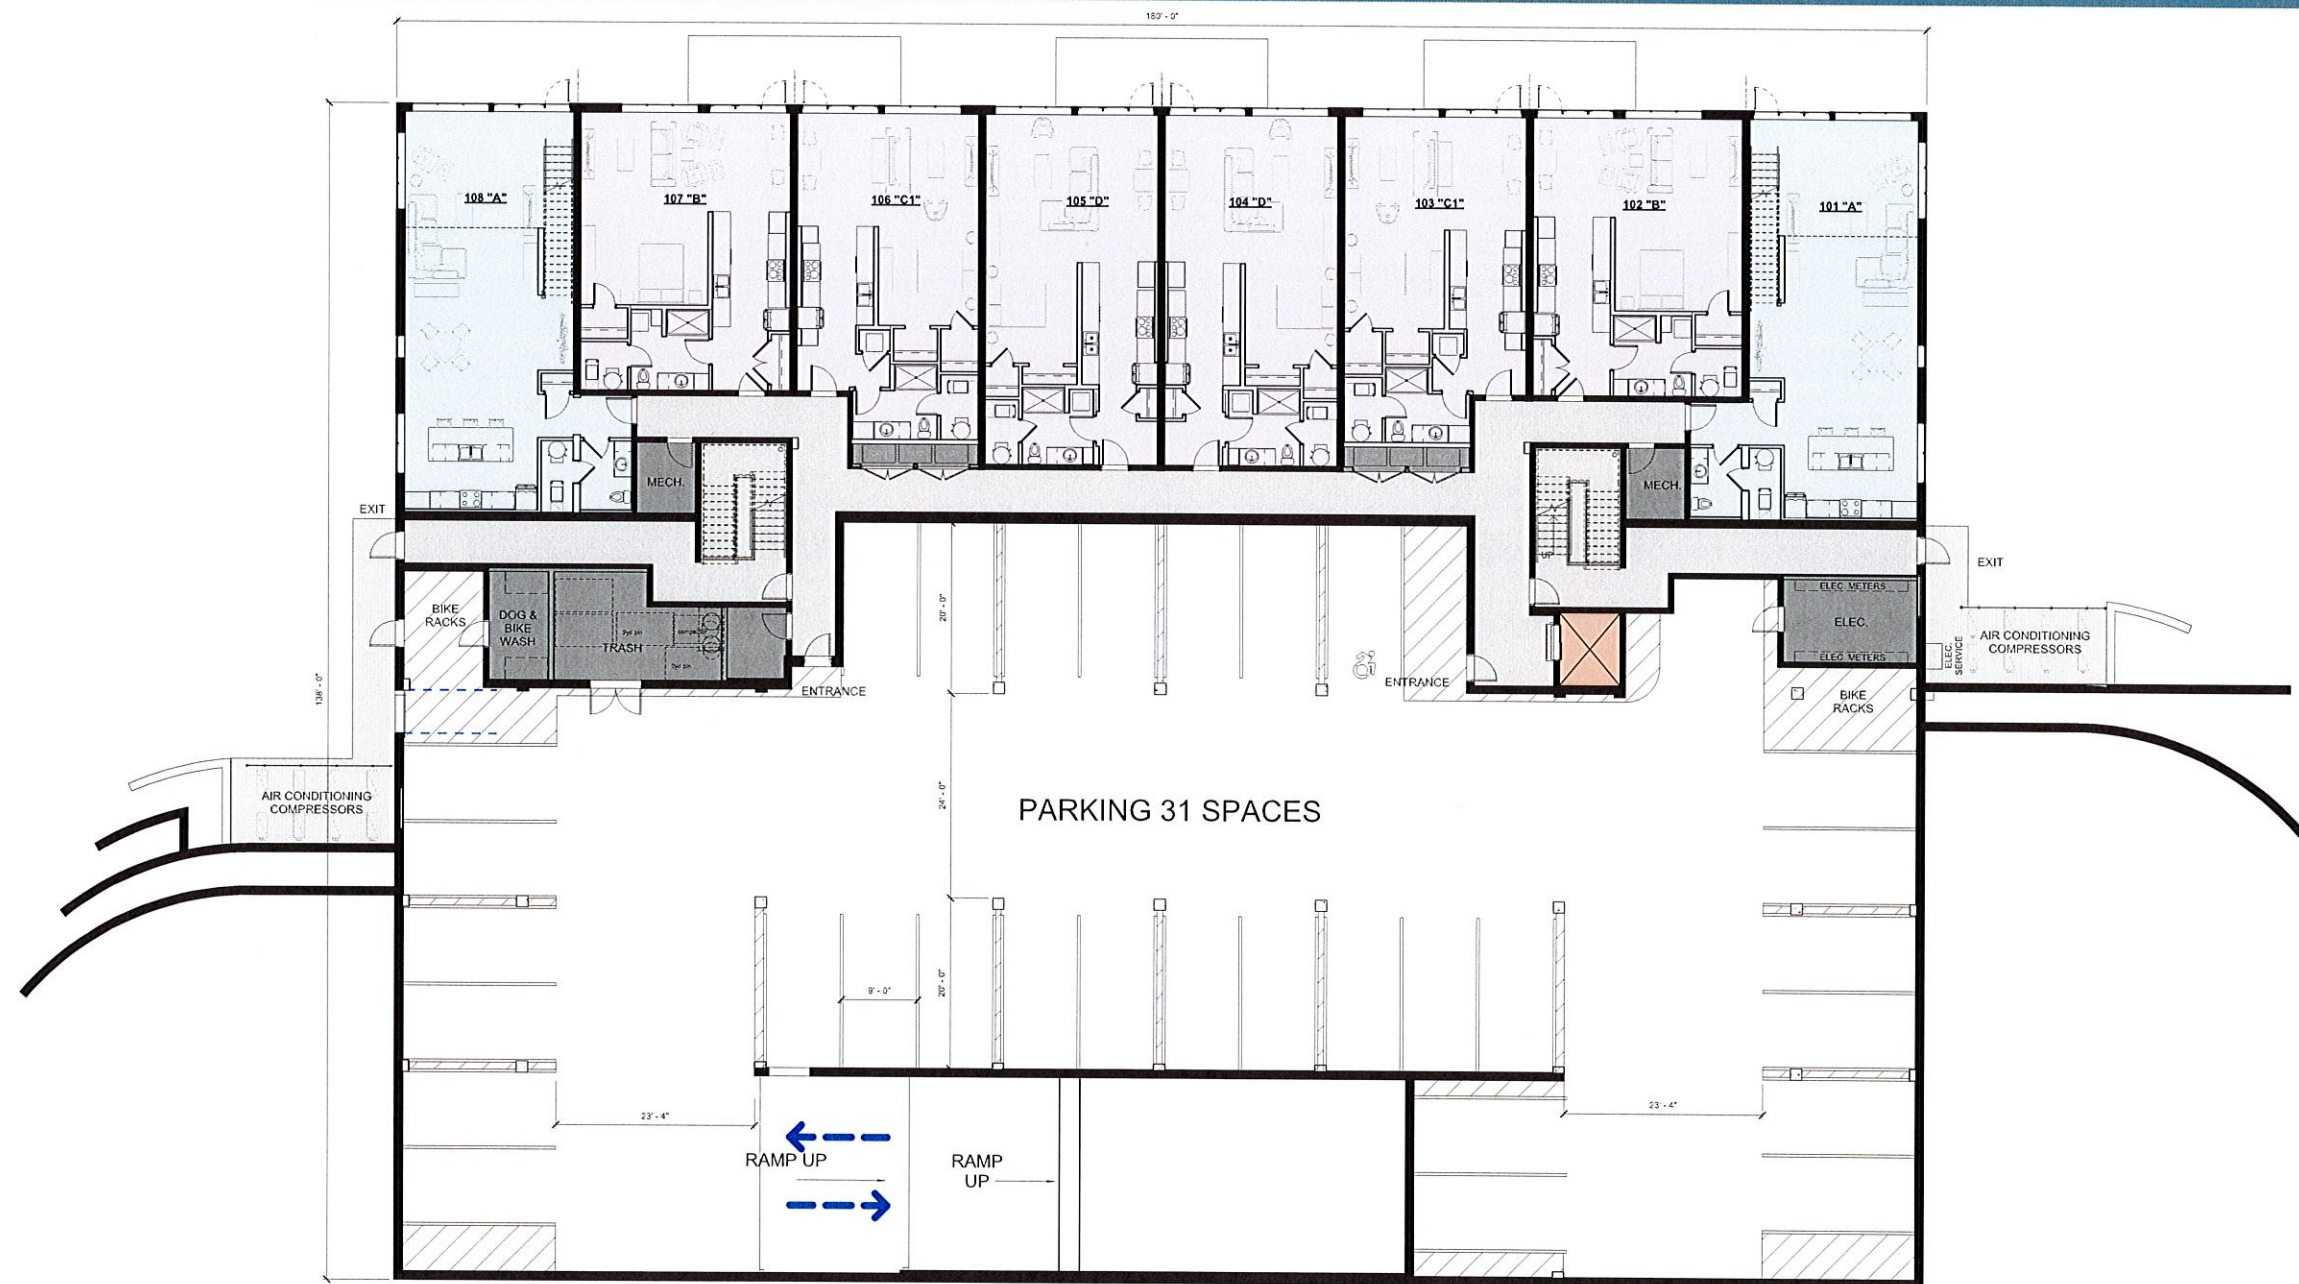 180' - 0"
108 "A"
107 "B"
106 "C1"
105 "D"
104 "D"
103 "C1"
102 "B"
101 "A"
MECH.
MECH.
EXIT
UP
EXIT
BIKE
RACKS
DOG &
BIKE
WASH
TRASH
20' - 0"
ELEC. METERS
ELEC.
ELEC. METERS
ELEC.
SERVICE
AIR CONDITIONING
COMPRESSORS
138' - 0"
ENTRANCE
ENTRANCE
BIKE
RACKS
AIR CONDITIONING
COMPRESSORS
24' - 0"
PARKING 31 SPACES
9' - 0"
20' - 0"
23' - 4"
23' - 4"
RAMP UP
RAMP
UP